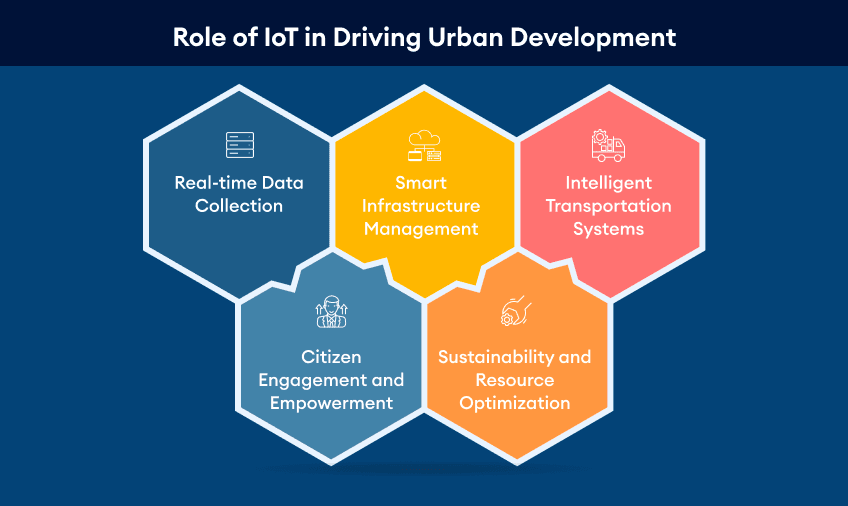 Role of IoT in Driving Urban Development
Real-time Data
Collection
Smart
Infrastructure
Management
Intelligent
Transportation
Systems
Citizen
Engagement and
Empowerment
Sustainability and
Resource
Optimization